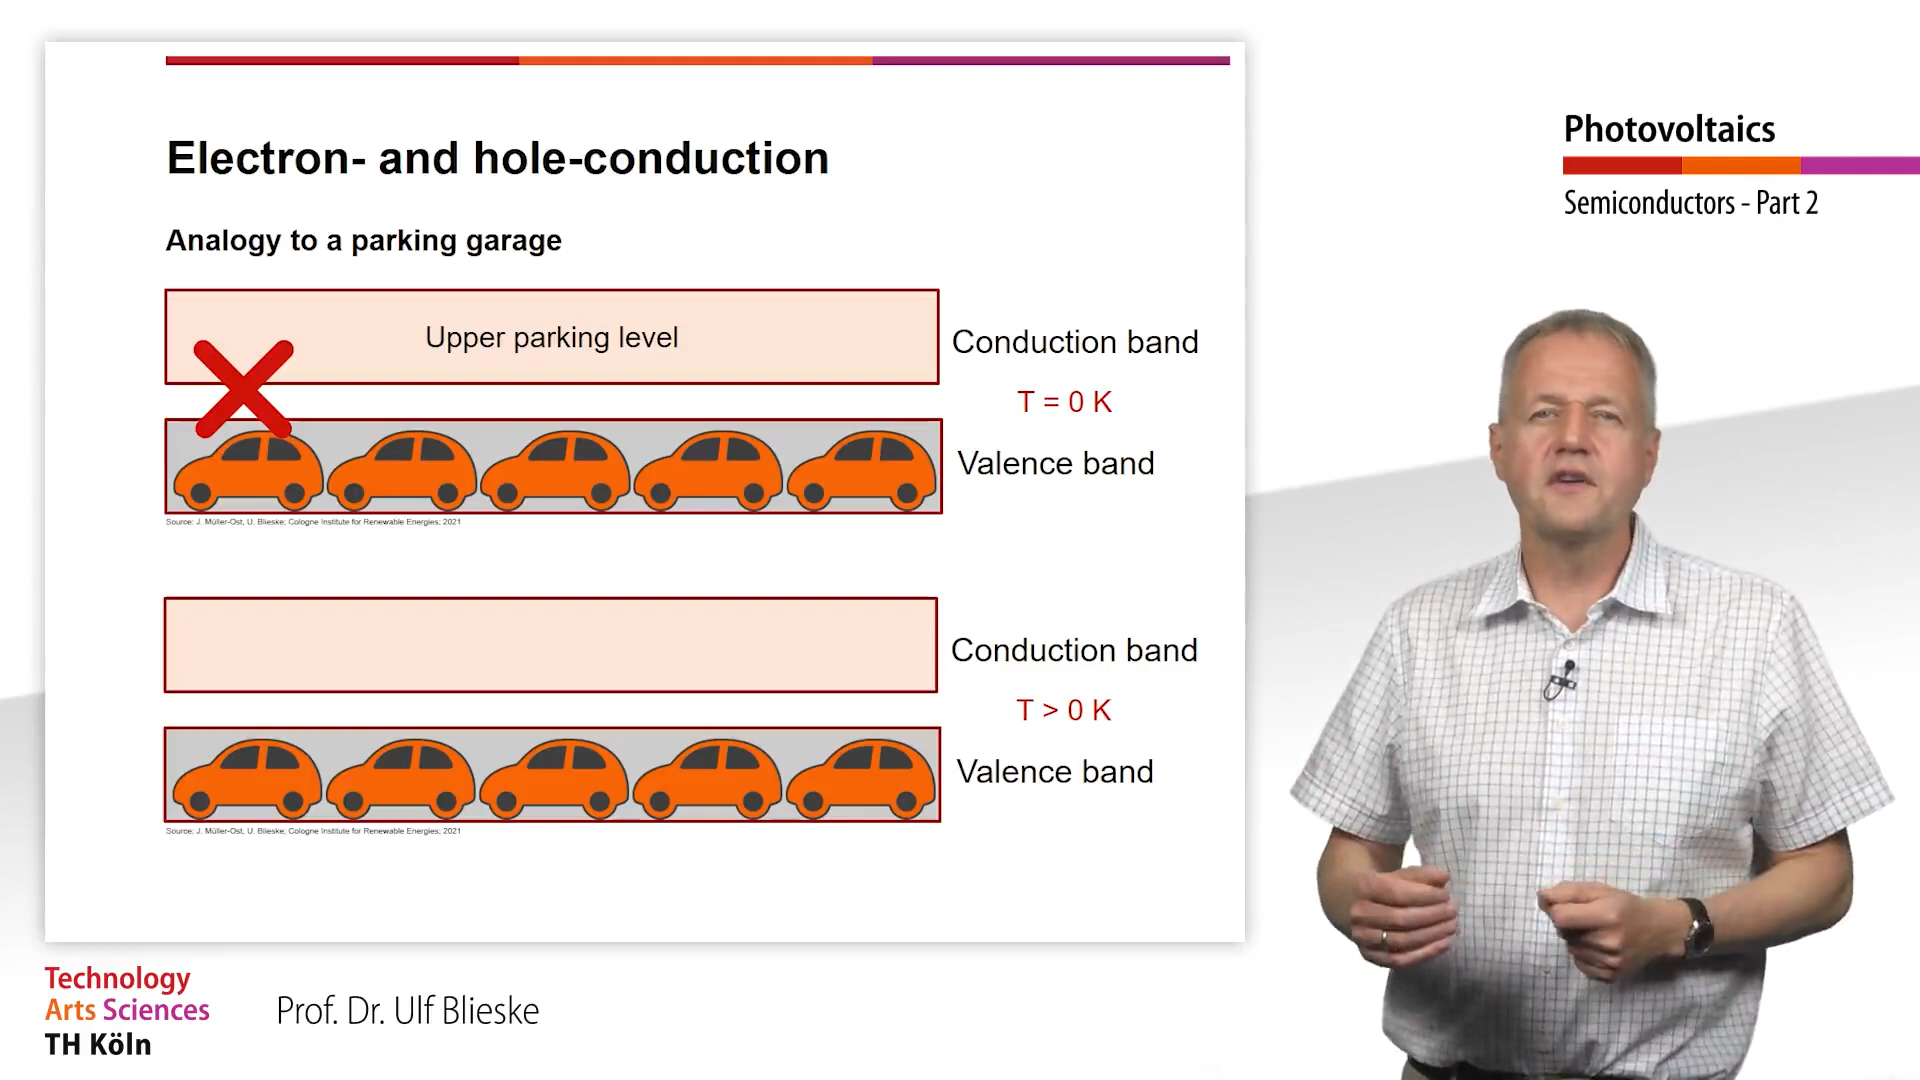 Electron- and hole-conduction
Analogy to a parking garage
Upper parking level
Conduction band
T = 0 K
Valence band
Source: J. Müller-Ost, U. Blieske; Cologne Institute for Renewable Energies; 2021
Conduction band
T > 0 K
Valence band
Source: J. Müller-Ost, U. Blieske; Cologne Institute for Renewable Energies; 2021
Photovoltaics
Semiconductors - Part 2
Technology
Arts Sciences
TH Köln
Prof. Dr. Ulf Blieske